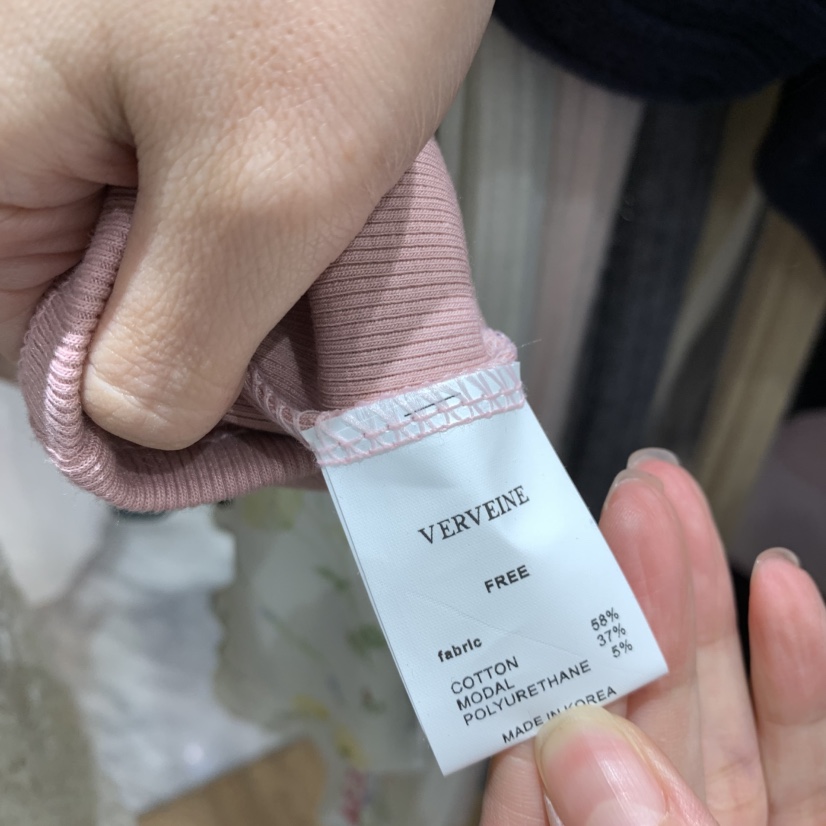 VERVEINE
FREE
fabric
COTTON 58%
MODAL 37%
POLYURETHANE 5%
MADE IN KOREA